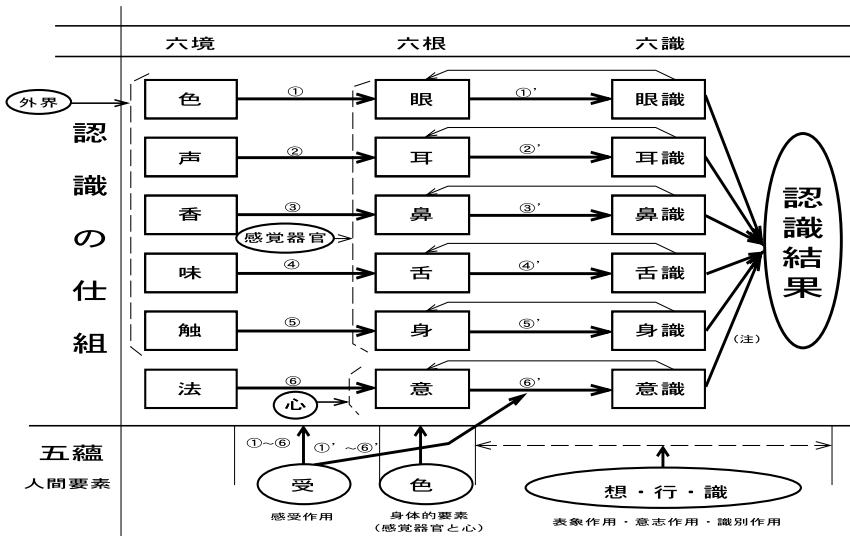 六境 六根 六識
外界
認識の仕組
色 ① 眼 ①’ 眼識
声 ② 耳 ②’ 耳識
香 ③ 鼻 ③’ 鼻識
感覚器官
味 ④ 舌 ④’ 舌識
触 ⑤ 身 ⑤’ 身識
法 ⑥ 意 ⑥’ 意識
心
(注)
認識結果
五蘊
人間要素
①~⑥ ①’~⑥’
受 色 想・行・識
感受作用
身体的要素
(感覚器官と心)
表象作用・意志作用・識別作用